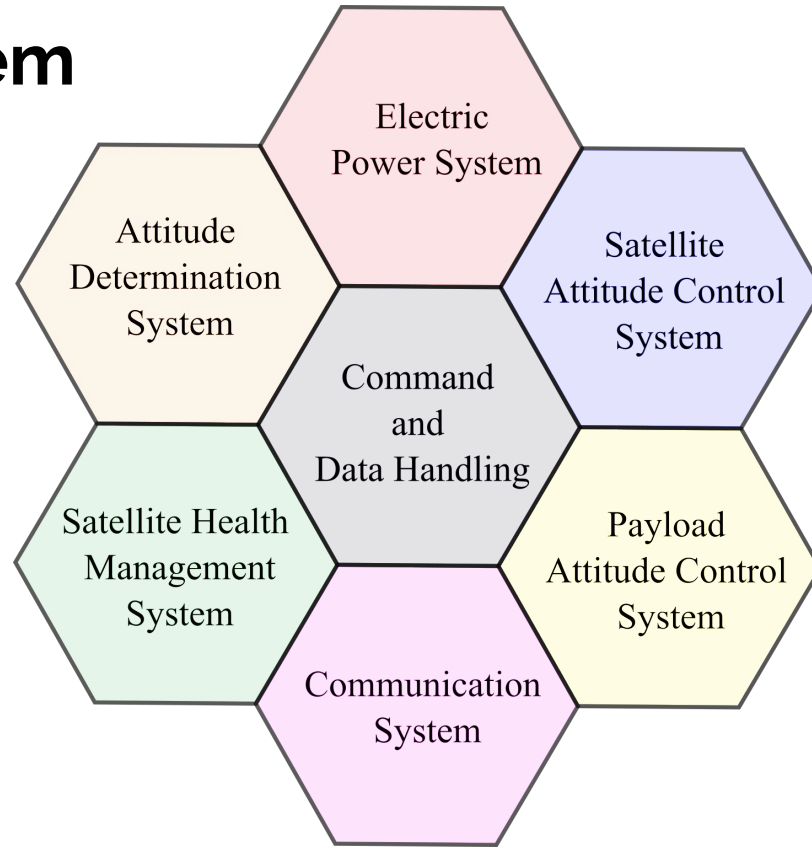 em
Electric
Power System
Attitude
Determination
System
Satellite
Attitude Control
System
Command
and
Data Handling
Satellite Health
Management
System
Payload
Attitude Control
System
Communication
System